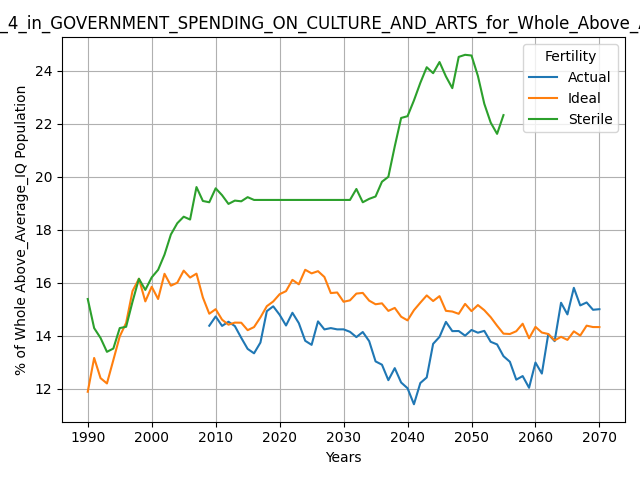 _4_in_GOVERNMENT_SPENDING_ON_CULTURE_AND_ARTS_for_Whole_Above_
% of Whole Above_Average_IQ Population
24
22
20
18
16
14
12
Fertility
Actual
Ideal
Sterile
1990 2000 2010 2020 2030 2040 2050 2060 2070
Years